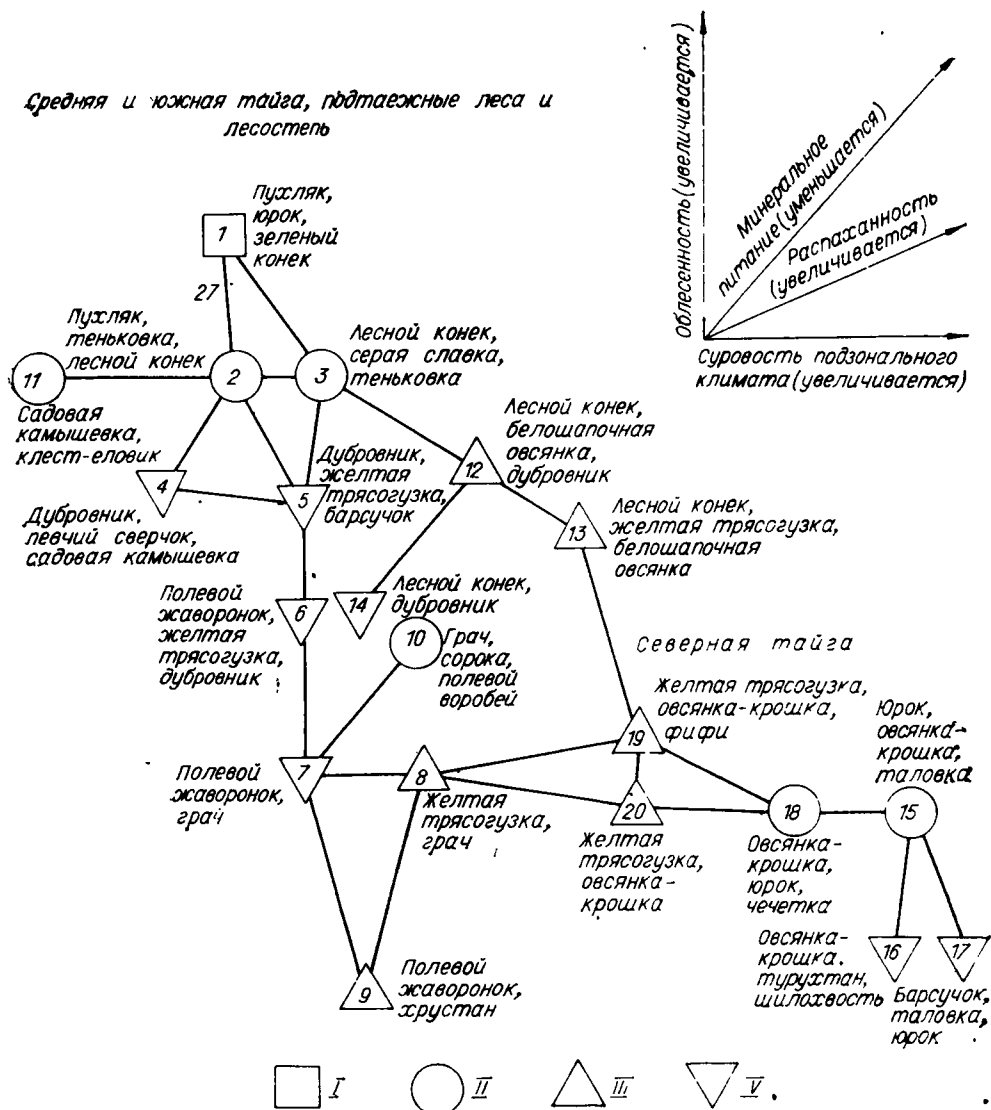 Средняя и южная тайга, подтаежные леса и
лесостепь
Облесенность (увеличивается)
Минеральное
питание (уменьшается)
Распаханность
(увеличивается)
Суровость подзонального
климата (увеличивается)
1
Пухляк,
юрок,
зеленый
конек
27
Пухляк,
теньковка,
лесной конек
2
3
Лесной конек,
серая славка,
теньковка
11
Садовая
камышевка,
клест-еловик
4
Дубровник,
певчий сверчок,
садовая камышевка
5
Дубровник,
желтая
трясогузка,
барсучок
12
Лесной конек,
белошапочная
овсянка,
дубровник
13
Лесной конек,
желтая трясогузка,
белошапочная
овсянка
Полевой
жаворонок,
желтая
трясогузка,
дубровник
6
14
Лесной конек,
дубровник
10
Грач,
сорока,
полевой
воробей
Северная тайга
Желтая трясогузка,
овсянка-крошка,
фифи
19
Юрок,
овсянка-
крошка,
таловка
Полевой
жаворонок,
грач
7
8
Желтая
трясогузка,
грач
20
Желтая
трясогузка,
овсянка-
крошка
18
Овсянка-
крошка,
юрок,
чечетка
15
9
Полевой
жаворонок,
хрустан
Овсянка-
крошка.
турухтан,
шилохвость
16
17
Барсучок,
таловка,
юрок
I II III IV.